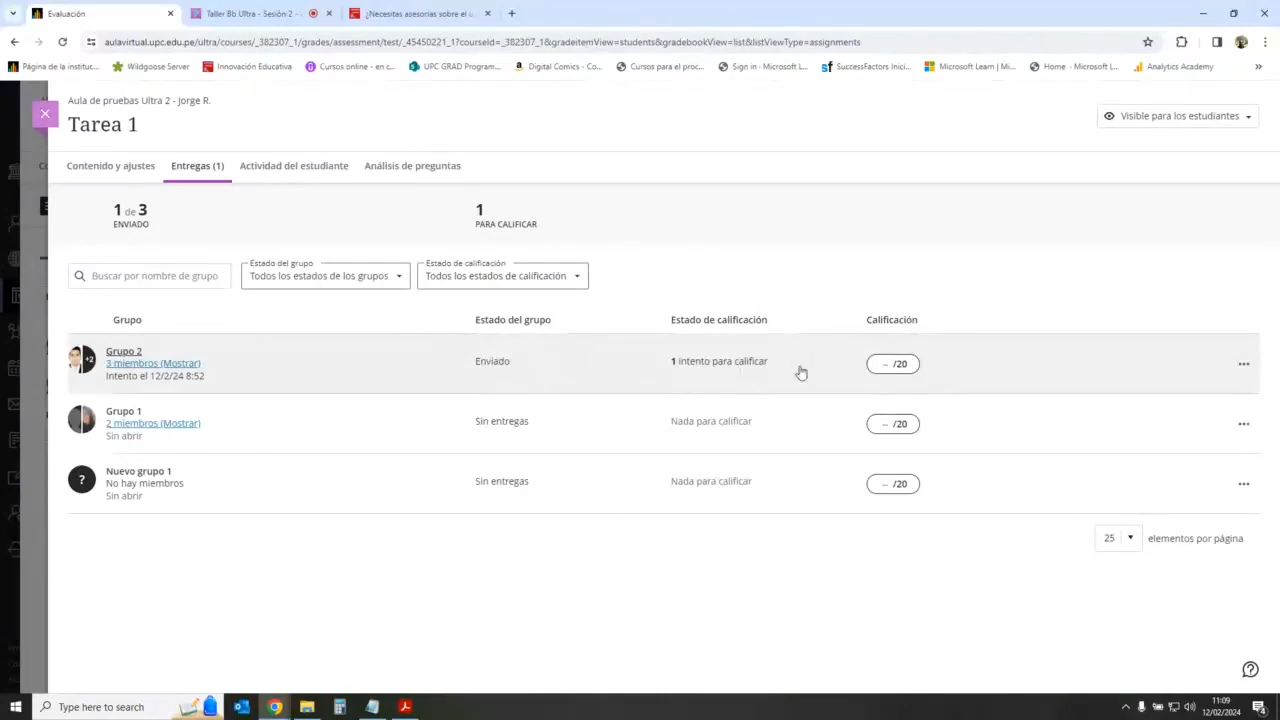 Evaluación
Taller Bb Ultra - Sesión 2 -
¿Necesitas asesorías sobre el u
aulavirtual.upc.edu.pe/ultra/courses/_382307_1/grades/assessment/test/_45450221_1?courseId=_382307_1&gradeitemView=students&gradebookView=list&listViewType=assignments
Página de la instituc...
Wildgoose Server
Innovación Educativa
Cursos online - en c...
UPC GRAD Program...
Digital Comics - Co...
Cursos para el proc...
Sign in - Microsoft L...
SuccessFactors Inici...
Microsoft Learn | Mi...
Home - Microsoft L...
Analytics Academy
»
Aula de pruebas Ultra 2 - Jorge R.
Tarea 1
Visible para los estudiantes
Contenido y ajustes
Entregas (1)
Actividad del estudiante
Análisis de preguntas
1 de 3
ENVIADO
1
PARA CALIFICAR
Buscar por nombre de grupo
Estado del grupo
Todos los estados de los grupos
Estado de calificación
Todos los estados de calificación
Grupo
Estado del grupo
Estado de calificación
Calificación
+2
Grupo 2
3 miembros (Mostrar)
Intento el 12/2/24 8:52
Enviado
1 intento para calificar
-- /20
Grupo 1
2 miembros (Mostrar)
Sin abrir
Sin entregas
Nada para calificar
-- /20
?
Nuevo grupo 1
No hay miembros
Sin abrir
Sin entregas
Nada para calificar
-- /20
25
elementos por página
Type here to search
11:09
12/02/2024
4